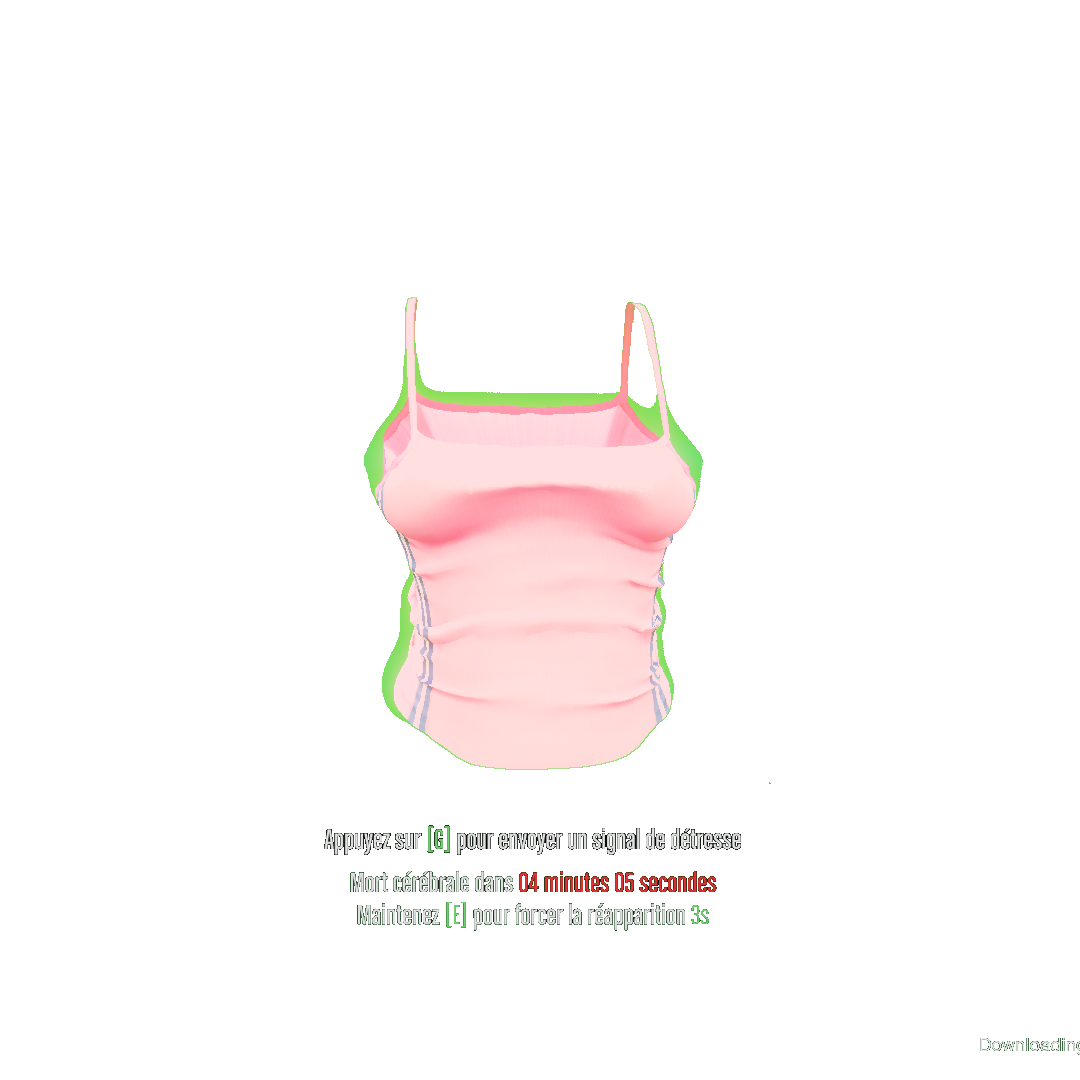 Appuyez sur [G] pour envoyer un signal de détresse
Mort cérébrale dans 04 minutes 05 secondes
Maintenez [E] pour forcer la réapparition 3s
Downloading